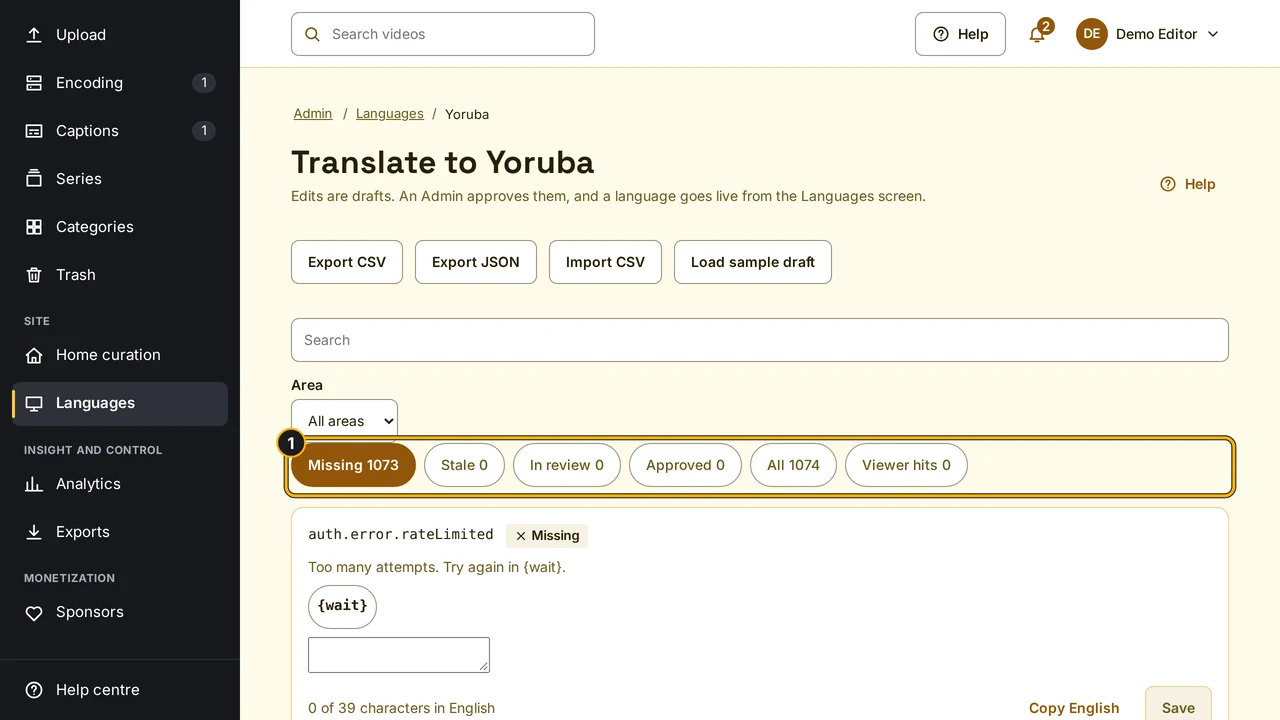 Upload
Encoding 1
Captions 1
Series
Categories
Trash
SITE
Home curation
Languages
INSIGHT AND CONTROL
Analytics
Exports
MONETIZATION
Sponsors
Help centre
Search videos
Help
2
DE Demo Editor
Admin / Languages / Yoruba
Translate to Yoruba
Edits are drafts. An Admin approves them, and a language goes live from the Languages screen.
Help
Export CSV Export JSON Import CSV Load sample draft
Search
Area
All areas
1
Missing 1073 Stale 0 In review 0 Approved 0 All 1074 Viewer hits 0
auth.error.rateLimited Missing
Too many attempts. Try again in {wait}.
{wait}
0 of 39 characters in English Copy English Save